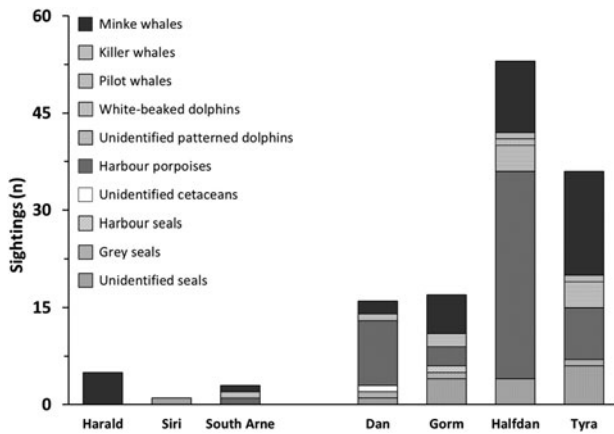 60
45
30
15
0
Sightings (n)
Minke whales
Killer whales
Pilot whales
White-beaked dolphins
Unidentified patterned dolphins
Harbour porpoises
Unidentified cetaceans
Harbour seals
Grey seals
Unidentified seals
Harald Siri South Arne Dan Gorm Halfdan Tyra